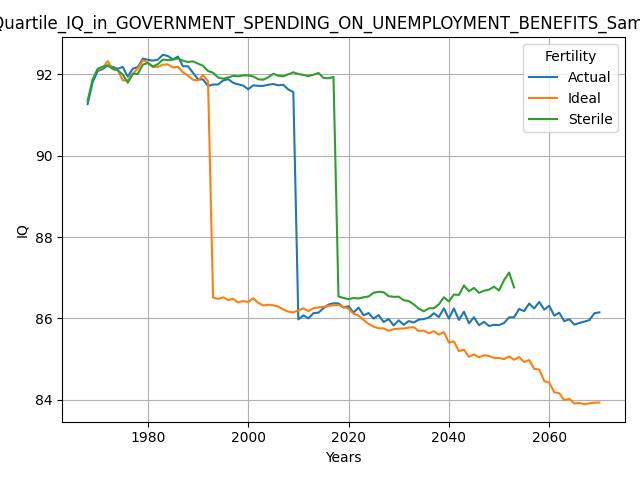 Quartile_IQ_in_GOVERNMENT_SPENDING_ON_UNEMPLOYMENT_BENEFITS_Sam
Fertility
Actual
Ideal
Sterile
IQ
92
90
88
86
84
1980
2000
2020
2040
2060
Years